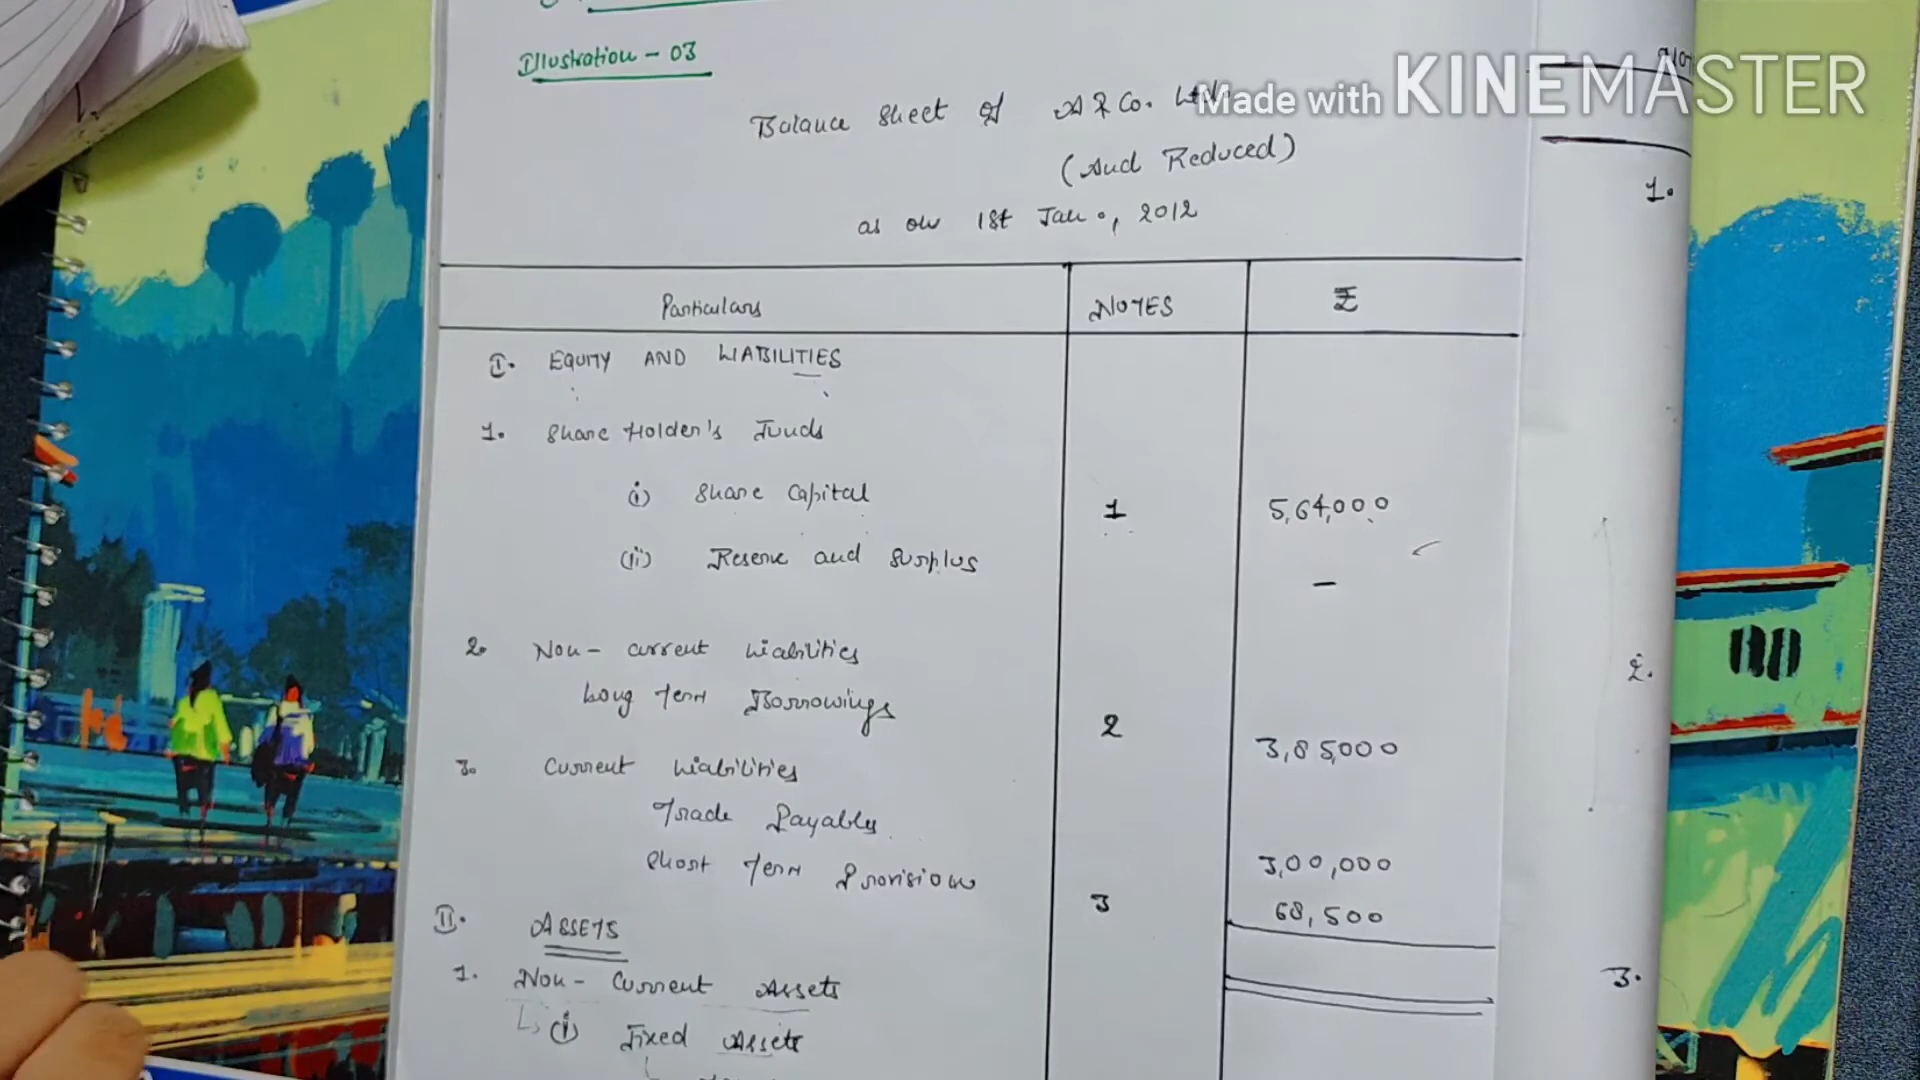 Illustration - 03
Balance Sheet of A & Co. Ltd.
(And Reduced)
as on 1st Jan., 2012
Made with KINEMASTER
Particulars NOTES ₹
I. EQUITY AND LIABILITIES
1. Share Holder's Funds
(i) Share Capital 1 5,64,000
(ii) Reserve and Surplus –
2. Non - Current Liabilities
Long Term Borrowings 2 3,85,000
3. Current Liabilities
Trade Payables 3,00,000
Short Term Provision 3 68,500
II. ASSETS
1. Non - Current Assets
(i) Fixed Assets
1.
2.
3.